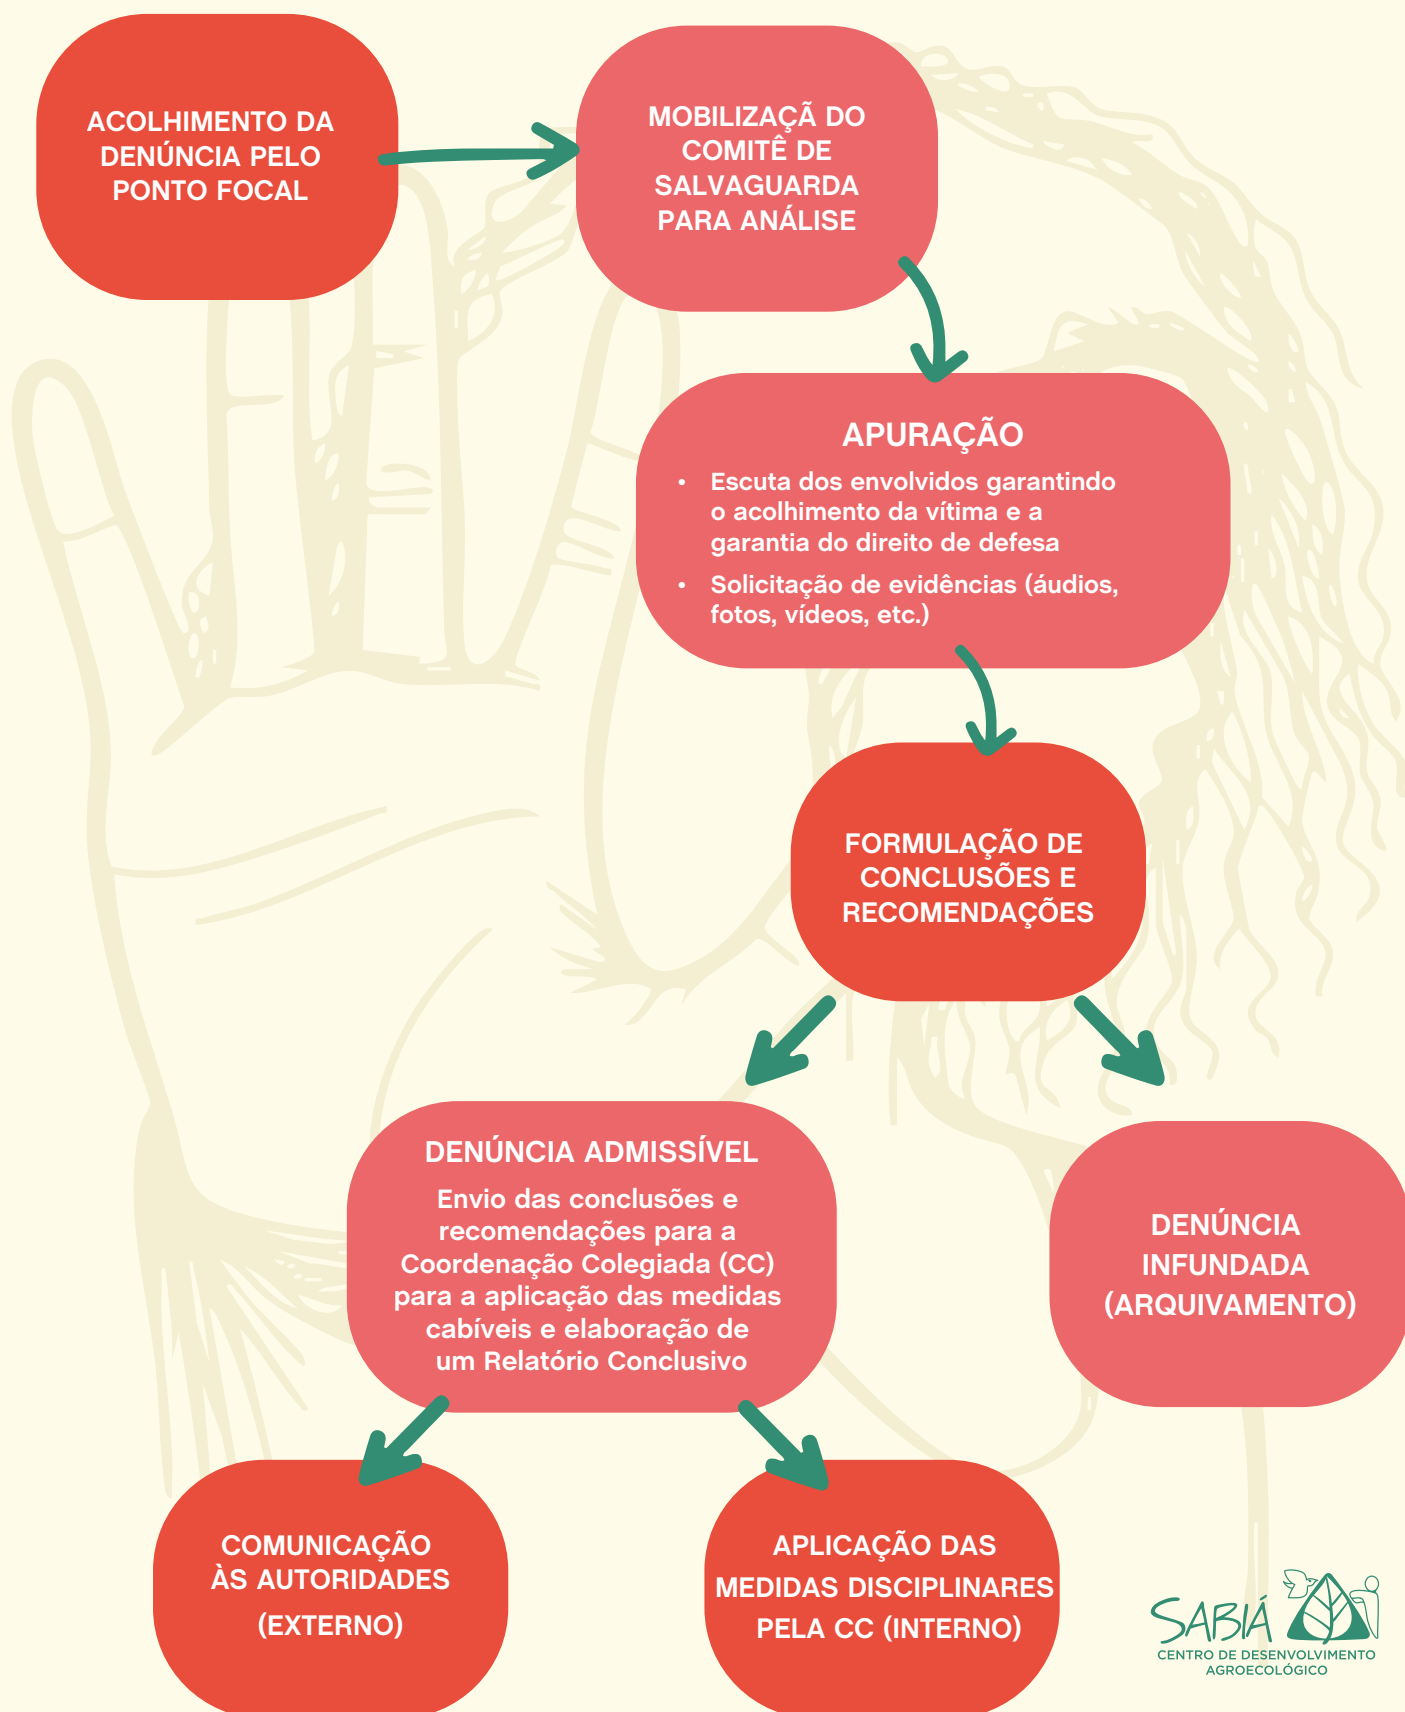 ACOLHIMENTO DA
DENÚNCIA PELO
PONTO FOCAL
MOBILIZAÇÃ DO
COMITÊ DE
SALVAGUARDA
PARA ANÁLISE
APURAÇÃO
• Escuta dos envolvidos garantindo
o acolhimento da vítima e a
garantia do direito de defesa
• Solicitação de evidências (áudios,
fotos, vídeos, etc.)
FORMULAÇÃO DE
CONCLUSÕES E
RECOMENDAÇÕES
DENÚNCIA ADMISSÍVEL
Envio das conclusões e
recomendações para a
Coordenação Colegiada (CC)
para a aplicação das medidas
cabíveis e elaboração de
um Relatório Conclusivo
DENÚNCIA
INFUNDADA
(ARQUIVAMENTO)
COMUNICAÇÃO
ÀS AUTORIDADES
(EXTERNO)
APLICAÇÃO DAS
MEDIDAS DISCIPLINARES
PELA CC (INTERNO)
SABIÁ
CENTRO DE DESENVOLVIMENTO
AGROECOLÓGICO